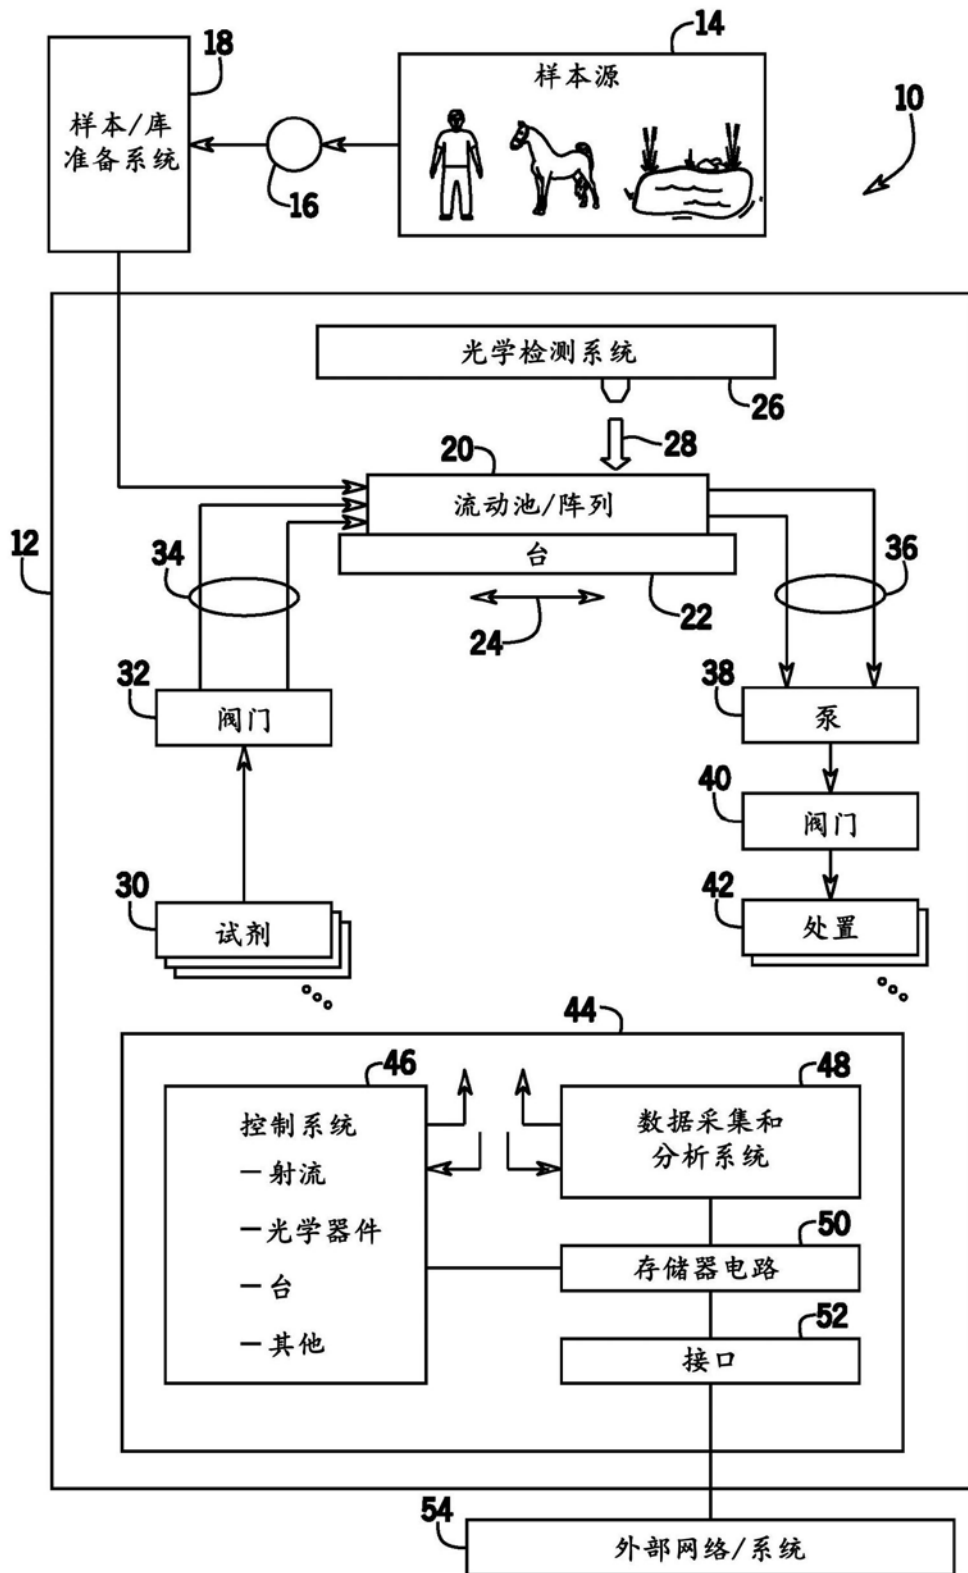 18
14
样本源
10
样本/库
准备系统
16
光学检测系统
26
28
20
流动池/阵列
12
34
台
36
24
22
32
阀门
38
泵
40
阀门
30
试剂
42
处置
44
46
控制系统
－射流
－光学器件
－台
－其他
48
数据采集和
分析系统
50
存储器电路
52
接口
54
外部网络/系统